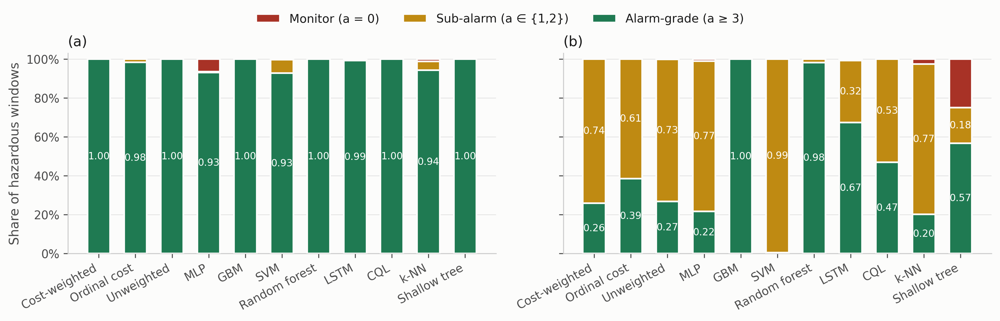 Monitor (a = 0) Sub-alarm (a ∈ {1,2}) Alarm-grade (a ≥ 3)
(a)
Share of hazardous windows
100%
80%
60%
40%
20%
0%
1.00 0.98 1.00 0.93 1.00 0.93 1.00 0.99 1.00 0.94 1.00
Cost-weighted
Ordinal cost
Unweighted
MLP
GBM
SVM
Random forest
LSTM
CQL
k-NN
Shallow tree
(b)
0.74 0.61 0.73 0.77 1.00 0.99 0.98 0.32 0.53 0.77 0.18
0.26 0.39 0.27 0.22 0.67 0.47 0.20 0.57
Cost-weighted
Ordinal cost
Unweighted
MLP
GBM
SVM
Random forest
LSTM
CQL
k-NN
Shallow tree